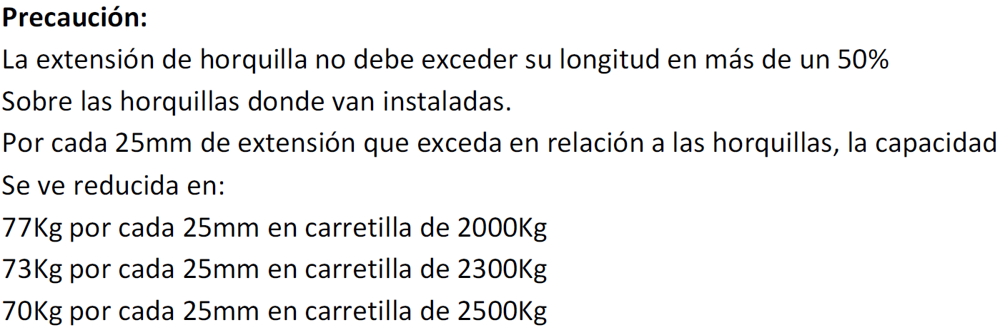 Precaución:
La extensión de horquilla no debe exceder su longitud en más de un 50%
Sobre las horquillas donde van instaladas.
Por cada 25mm de extensión que exceda en relación a las horquillas, la capacidad
Se ve reducida en:
77Kg por cada 25mm en carretilla de 2000Kg
73Kg por cada 25mm en carretilla de 2300Kg
70Kg por cada 25mm en carretilla de 2500Kg